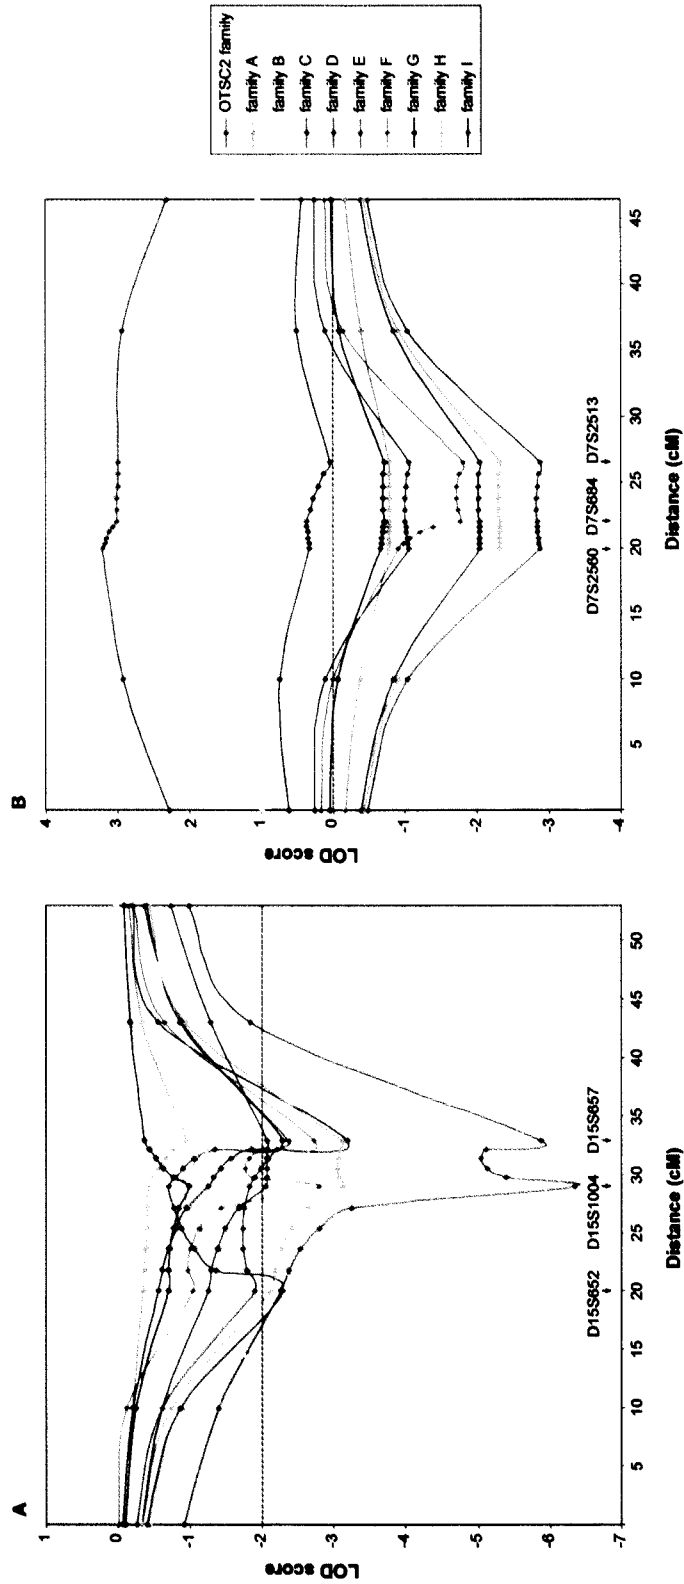 A
LOD score
1
0
-1
-2
-3
-4
-5
-6
-7
5
10
15
20
25
30
35
40
45
50
D15S652
D15S1004
D15S657
Distance (cM)
B
LOD score
4
3
2
1
0
-1
-2
-3
-4
5
10
15
20
25
30
35
40
45
D7S2560
D7S684
D7S2513
Distance (cM)
OTSC2 family
family A
family B
family C
family D
family E
family F
family G
family H
family I